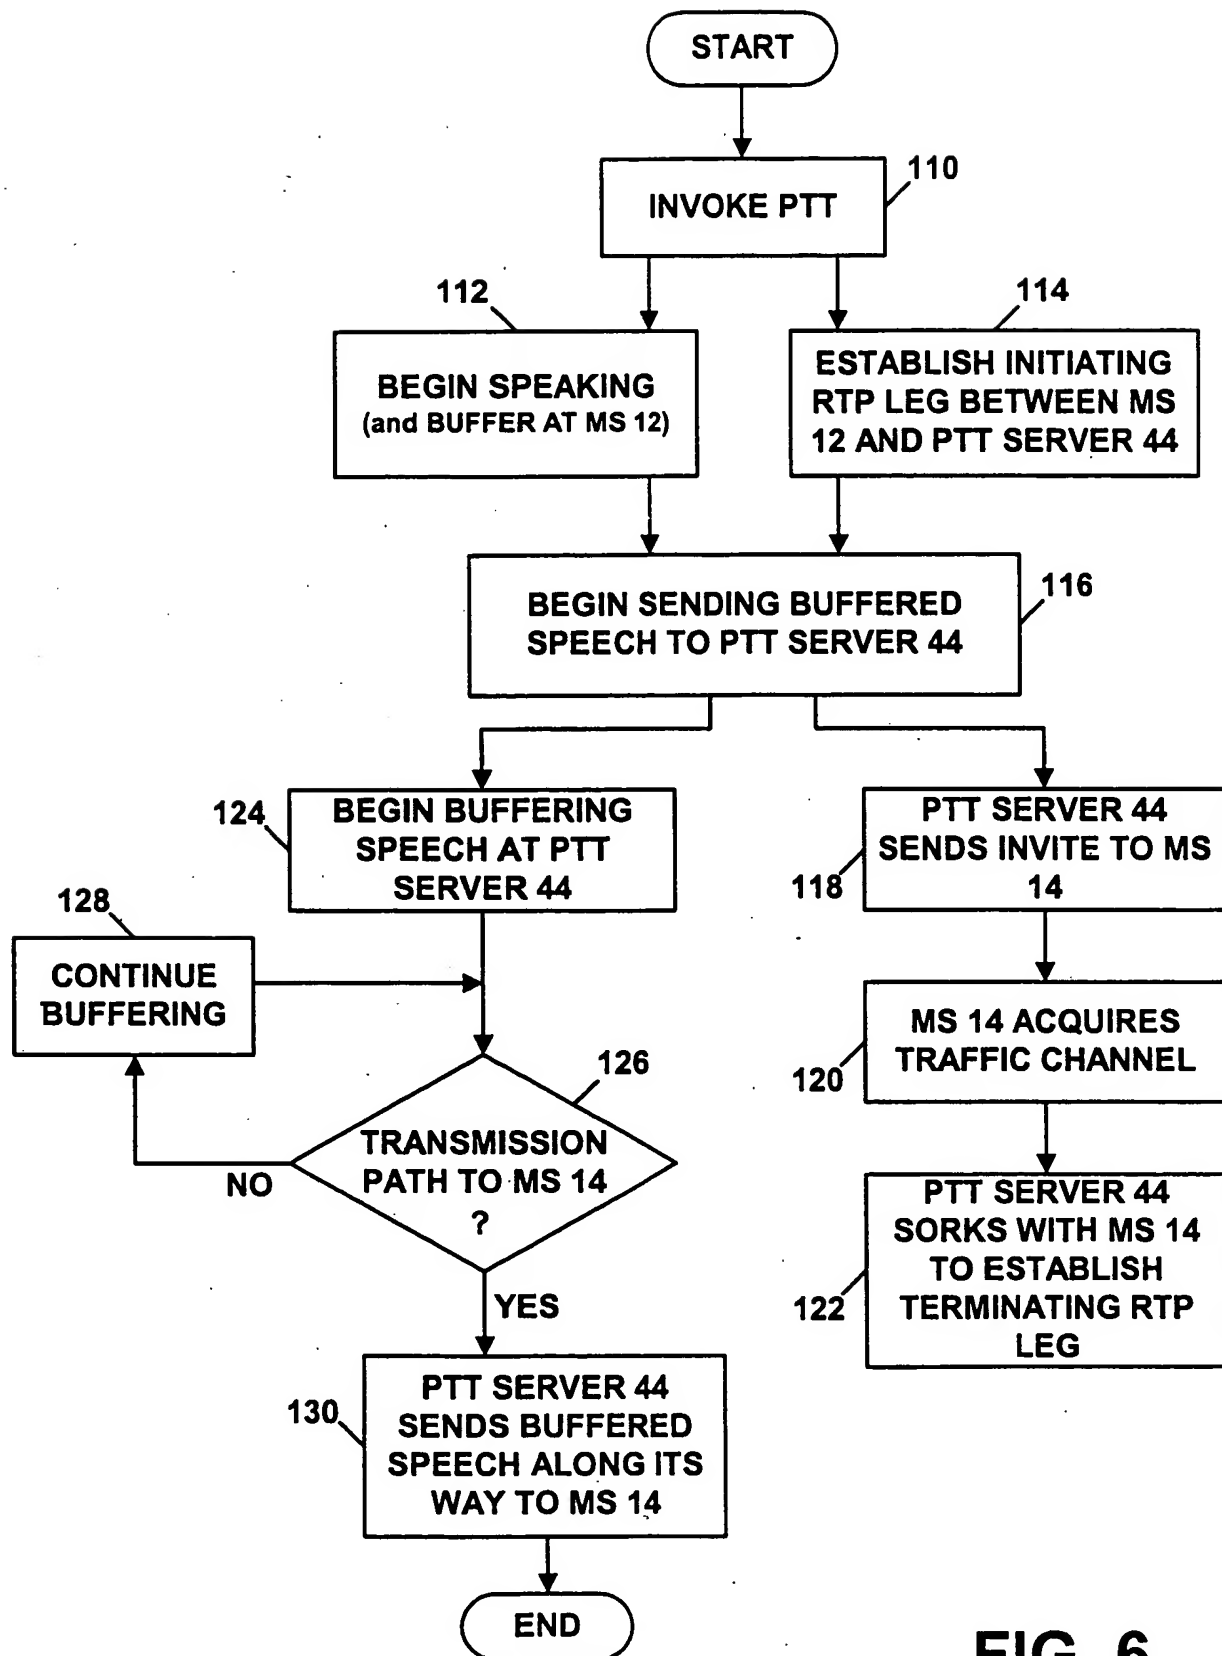 START
INVOKE PTT
110
112
114
BEGIN SPEAKING
(and BUFFER AT MS 12)
ESTABLISH INITIATING
RTP LEG BETWEEN MS
12 AND PTT SERVER 44
BEGIN SENDING BUFFERED
SPEECH TO PTT SERVER 44
116
124
BEGIN BUFFERING
SPEECH AT PTT
SERVER 44
118
PTT SERVER 44
SENDS INVITE TO MS
14
128
CONTINUE
BUFFERING
120
MS 14 ACQUIRES
TRAFFIC CHANNEL
126
TRANSMISSION
PATH TO MS 14
?
NO
YES
122
PTT SERVER 44
SORKS WITH MS 14
TO ESTABLISH
TERMINATING RTP
LEG
130
PTT SERVER 44
SENDS BUFFERED
SPEECH ALONG ITS
WAY TO MS 14
END
FIG. 6